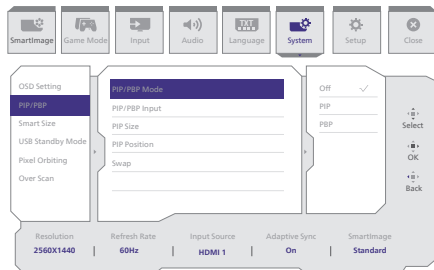 SmartImage Game Mode Input Audio Language System Setup Close
OSD Setting
PIP/PBP
Smart Size
USB Standby Mode
Pixel Orbiting
Over Scan
PIP/PBP Mode
PIP/PBP Input
PIP Size
PIP Position
Swap
Off
PIP
PBP
Select
OK
Back
Resolution Refresh Rate Input Source Adaptive Sync SmartImage
2560X1440 | 60Hz | HDMI 1 | On | Standard